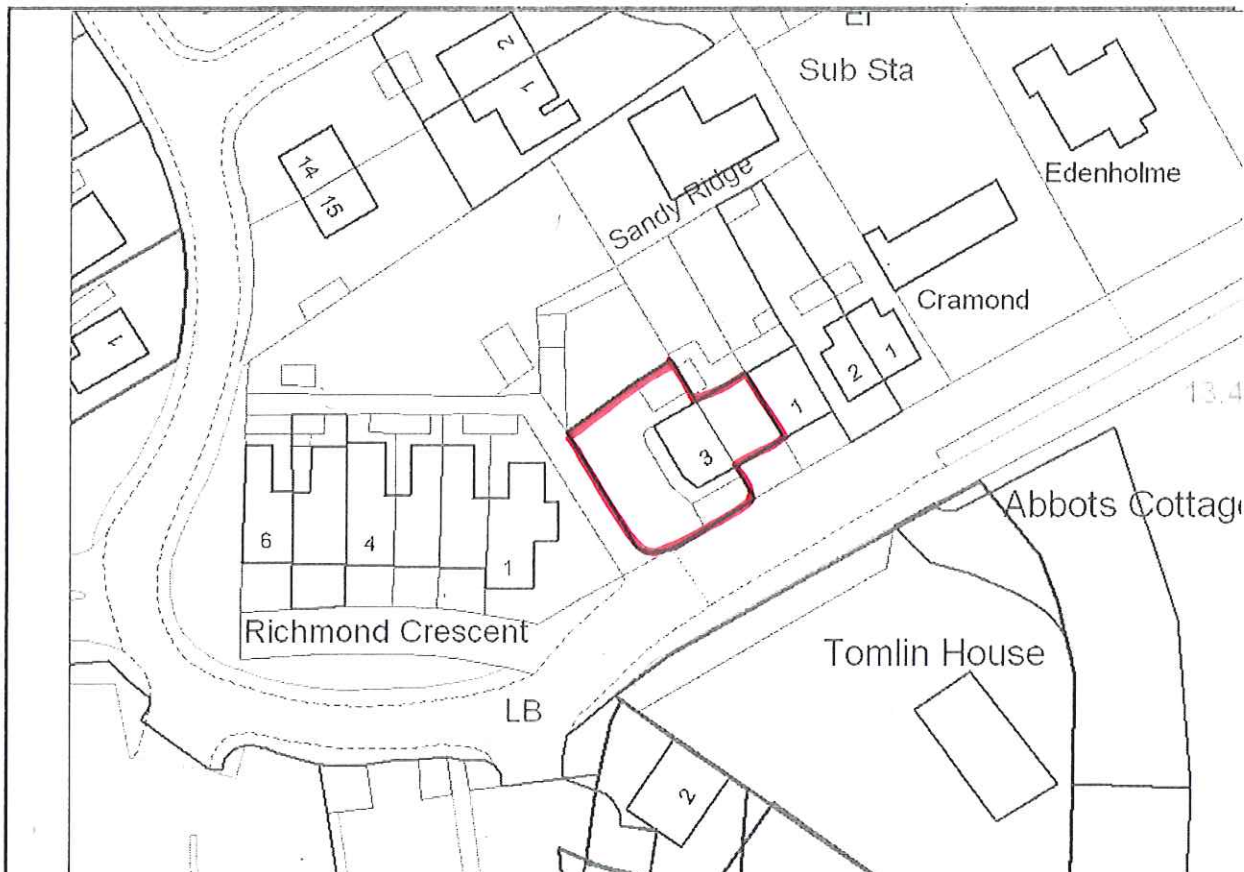 2
1
Sub Sta
Edenholme
14
15
Sandy Ridge
Cramond
1
2
1
1
3
13.4
Abbots Cottage
6
4
1
Richmond Crescent
Tomlin House
LB
2